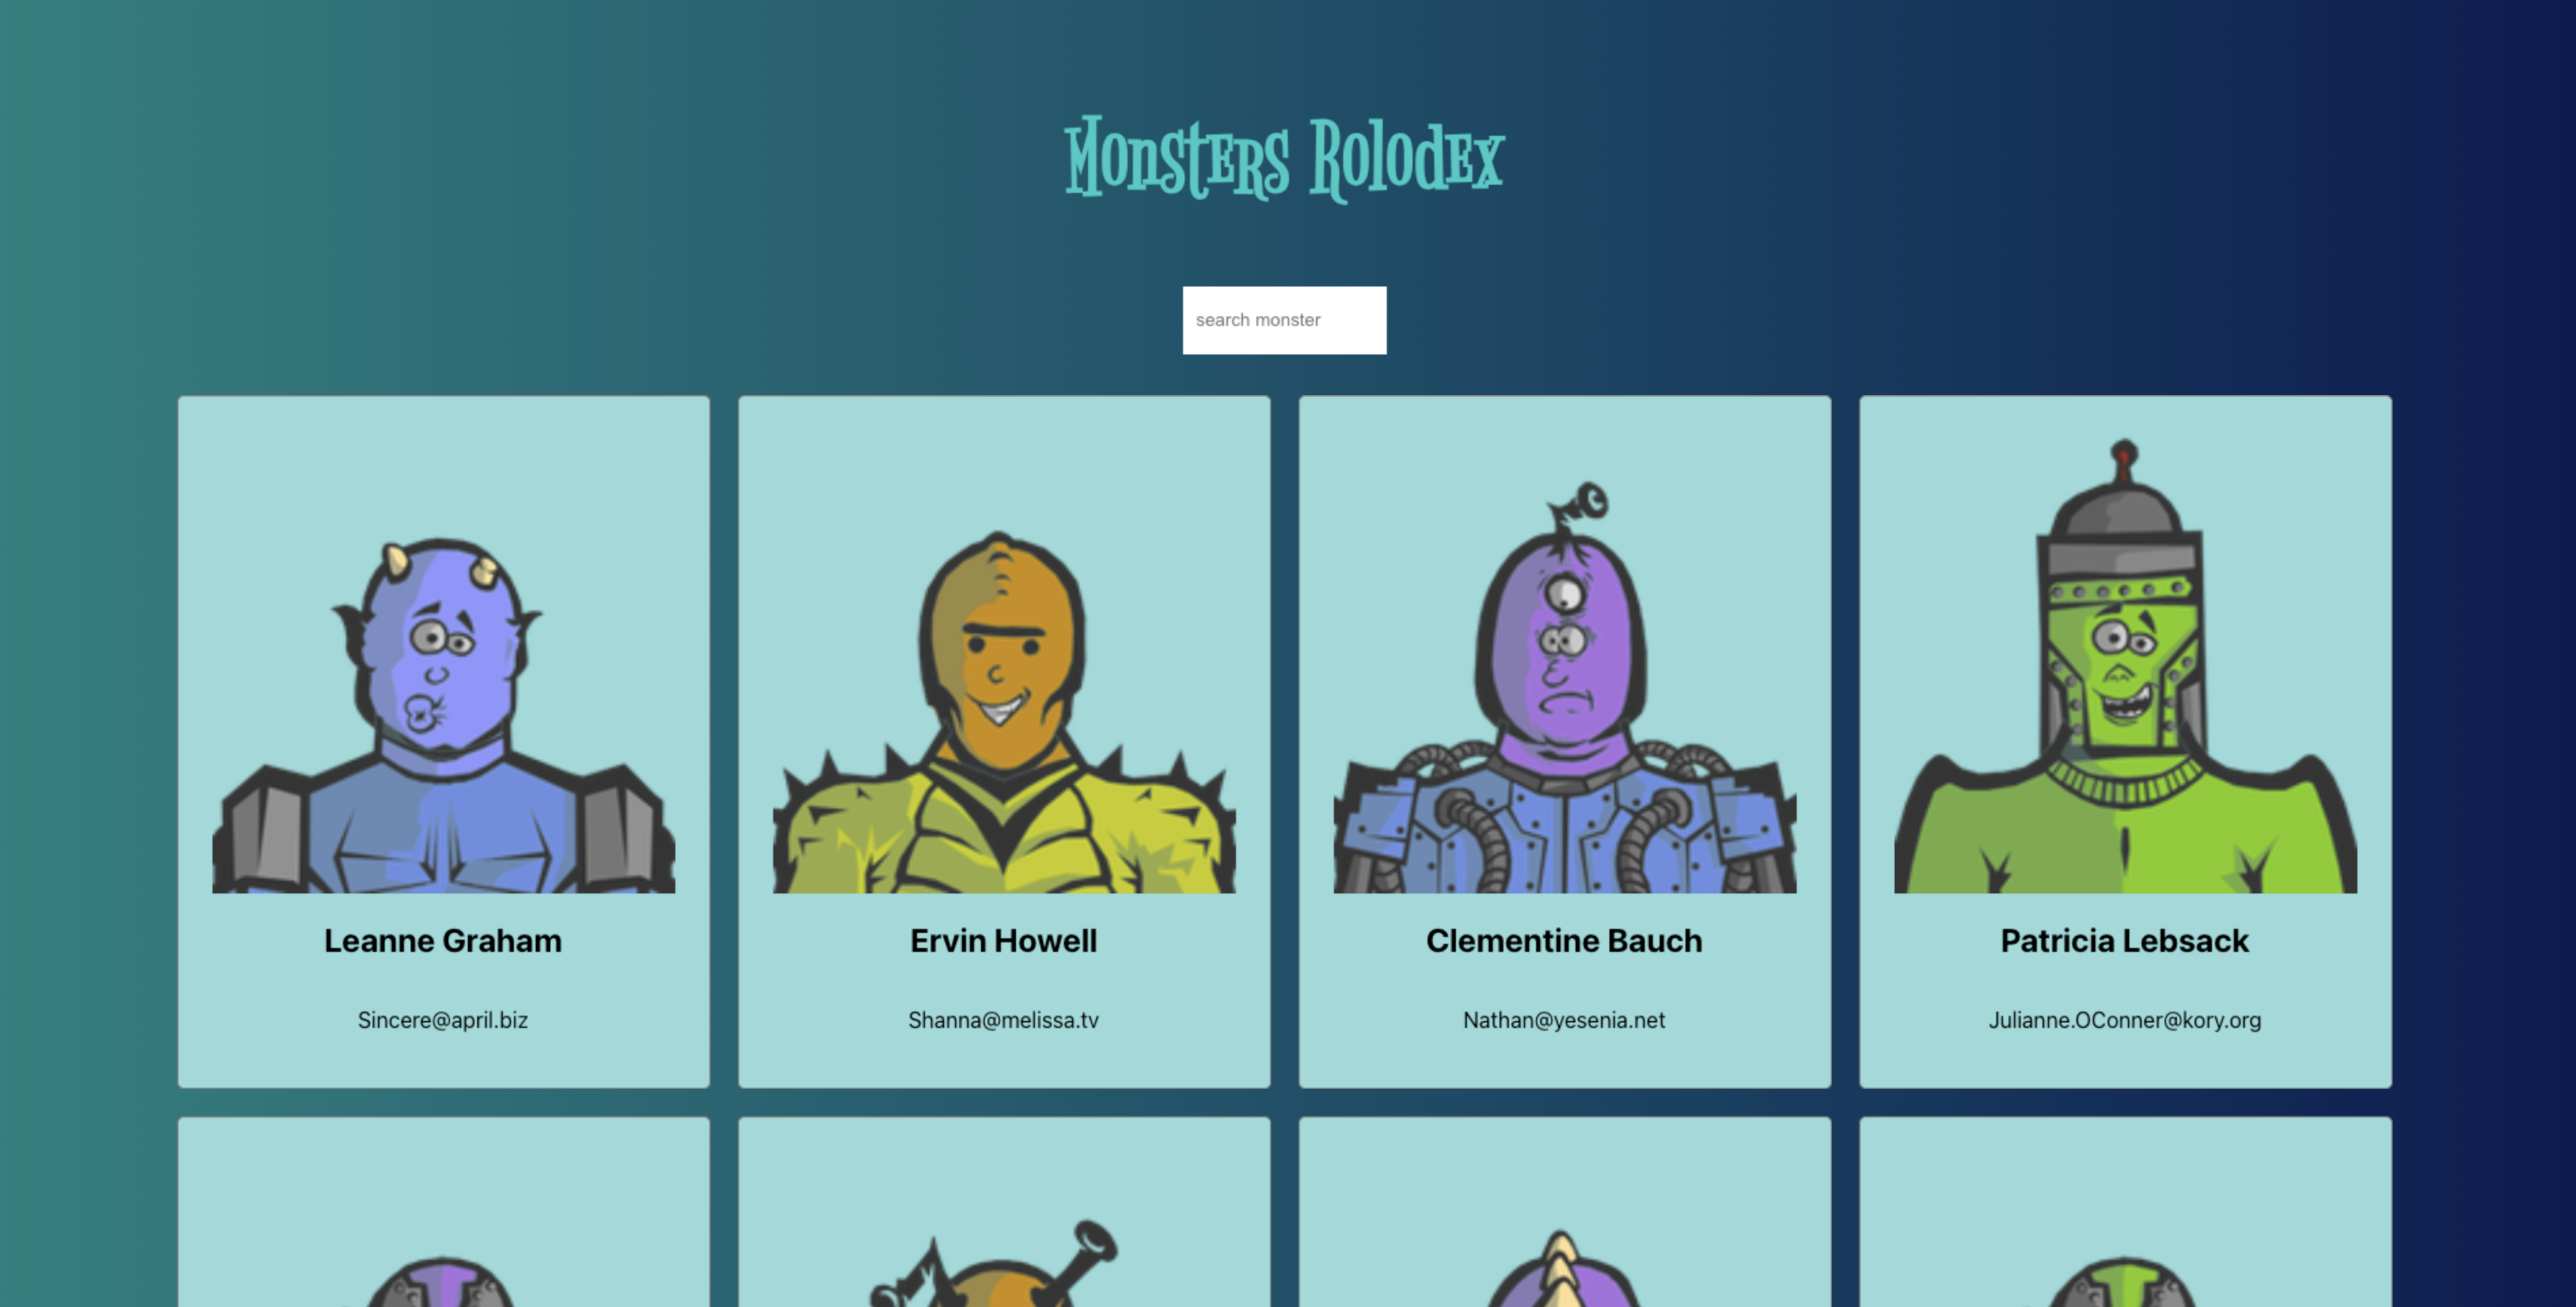 Monsters Rolodex
search monster
Leanne Graham
Sincere@april.biz
Ervin Howell
Shanna@melissa.tv
Clementine Bauch
Nathan@yesenia.net
Patricia Lebsack
Julianne.OConner@kory.org